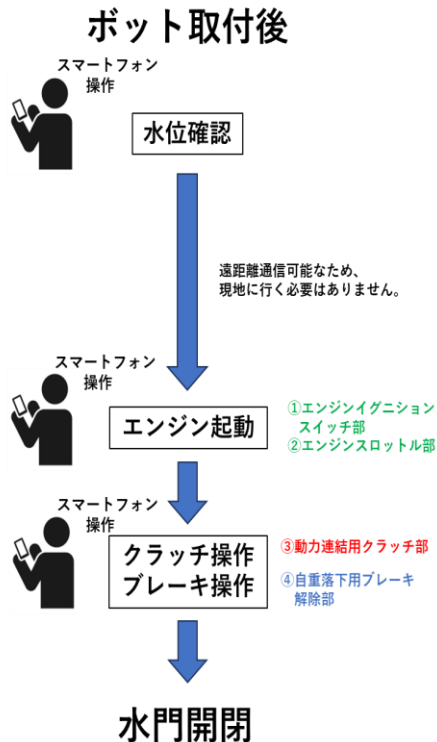 ボット取付後
スマートフォン
操作
水位確認
遠距離通信可能なため、
現地に行く必要はありません。
スマートフォン
操作
エンジン起動
①エンジンイグニション
スイッチ部
②エンジンスロットル部
スマートフォン
操作
クラッチ操作
ブレーキ操作
③動力連結用クラッチ部
④自重落下用ブレーキ
解除部
水門開閉